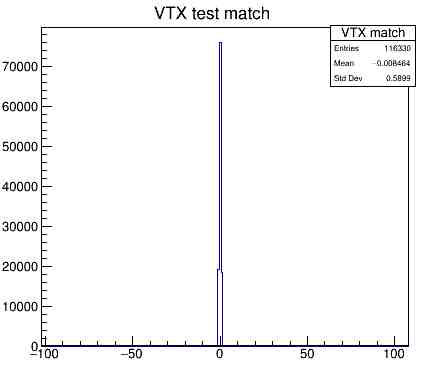 VTX test match
VTX match
Entries 116330
Mean −0.008464
Std Dev 0.5899
70000
60000
50000
40000
30000
20000
10000
0
−100 −50 0 50 100